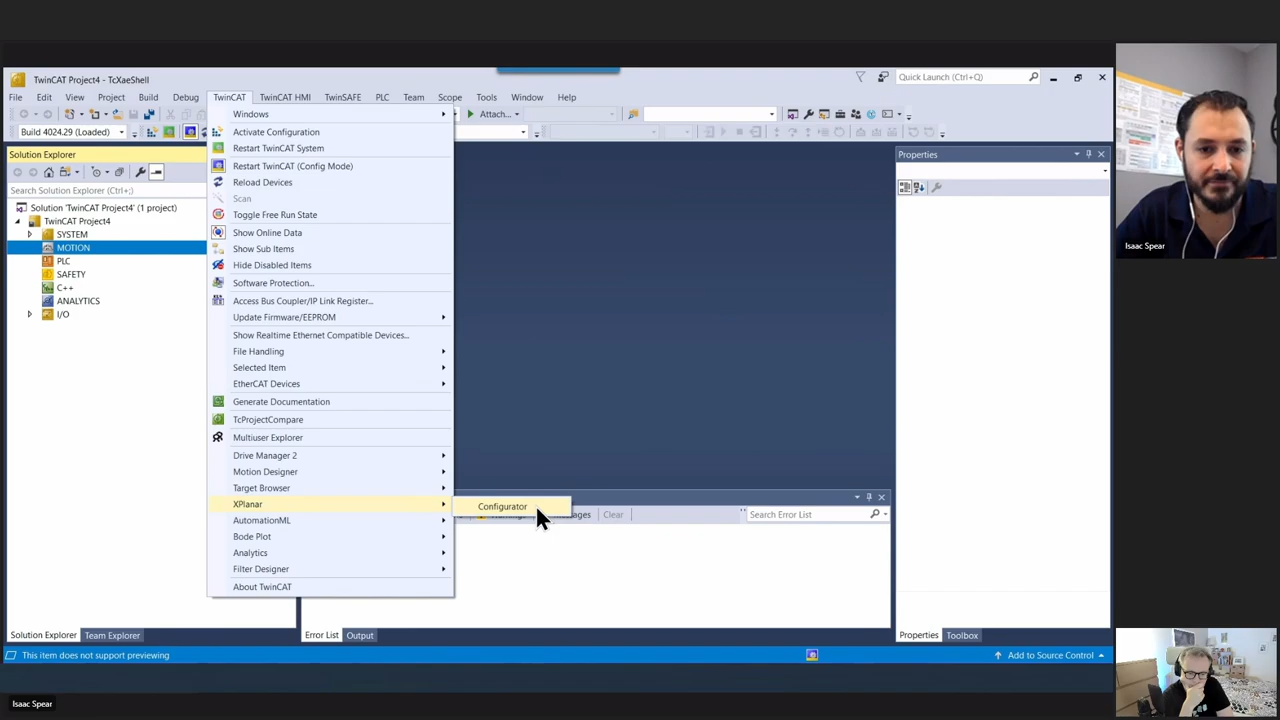 TwinCAT Project4 - TcXaeShell
Quick Launch (Ctrl+Q)
File Edit View Project Build Debug TwinCAT TwinCAT HMI TwinSAFE PLC Team Scope Tools Window Help
Attach...
Build 4024.29 (Loaded)
Solution Explorer
Search Solution Explorer (Ctrl+;)
Solution 'TwinCAT Project4' (1 project)
TwinCAT Project4
SYSTEM
MOTION
PLC
SAFETY
C++
ANALYTICS
I/O
Windows
Activate Configuration
Restart TwinCAT System
Restart TwinCAT (Config Mode)
Reload Devices
Scan
Toggle Free Run State
Show Online Data
Show Sub Items
Hide Disabled Items
Software Protection...
Access Bus Coupler/IP Link Register...
Update Firmware/EEPROM
Show Realtime Ethernet Compatible Devices...
File Handling
Selected Item
EtherCAT Devices
Generate Documentation
TcProjectCompare
Multiuser Explorer
Drive Manager 2
Motion Designer
Target Browser
XPlanar
AutomationML
Bode Plot
Analytics
Filter Designer
About TwinCAT
Configurator
Clear
Search Error List
Properties
Solution Explorer Team Explorer
Error List Output
Properties Toolbox
This item does not support previewing
Add to Source Control
Isaac Spear
Isaac Spear